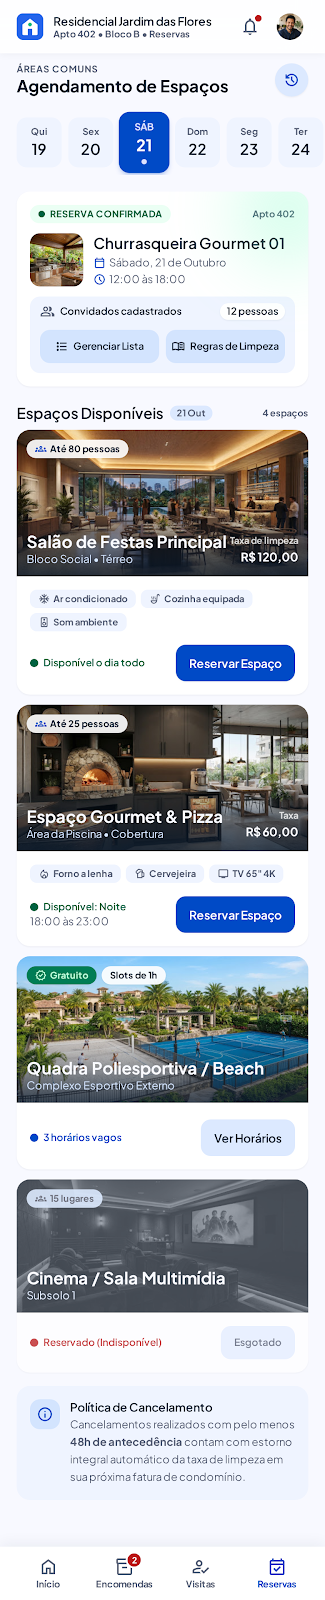 Residencial Jardim das Flores
Apto 402 • Bloco B • Reservas
ÁREAS COMUNS
Agendamento de Espaços
Qui
19
Sex
20
SÁB
21
Dom
22
Seg
23
Ter
24
RESERVA CONFIRMADA
Apto 402
Churrasqueira Gourmet 01
Sábado, 21 de Outubro
12:00 às 18:00
Convidados cadastrados
12 pessoas
Gerenciar Lista
Regras de Limpeza
Espaços Disponíveis
21 Out
4 espaços
Até 80 pessoas
Salão de Festas Principal
Taxa de limpeza
Bloco Social • Térreo
R$ 120,00
Ar condicionado
Cozinha equipada
Som ambiente
Disponível o dia todo
Reservar Espaço
Até 25 pessoas
Espaço Gourmet & Pizza
Taxa
Área da Piscina • Cobertura
R$ 60,00
Forno a lenha
Cervejeira
TV 65" 4K
Disponível: Noite
18:00 às 23:00
Reservar Espaço
Gratuito
Slots de 1h
Quadra Poliesportiva / Beach
Complexo Esportivo Externo
3 horários vagos
Ver Horários
15 lugares
Cinema / Sala Multimídia
Subsolo 1
Reservado (Indisponível)
Esgotado
Política de Cancelamento
Cancelamentos realizados com pelo menos
48h de antecedência contam com estorno
integral automático da taxa de limpeza em
sua próxima fatura de condomínio.
2
Início
Encomendas
Visitas
Reservas